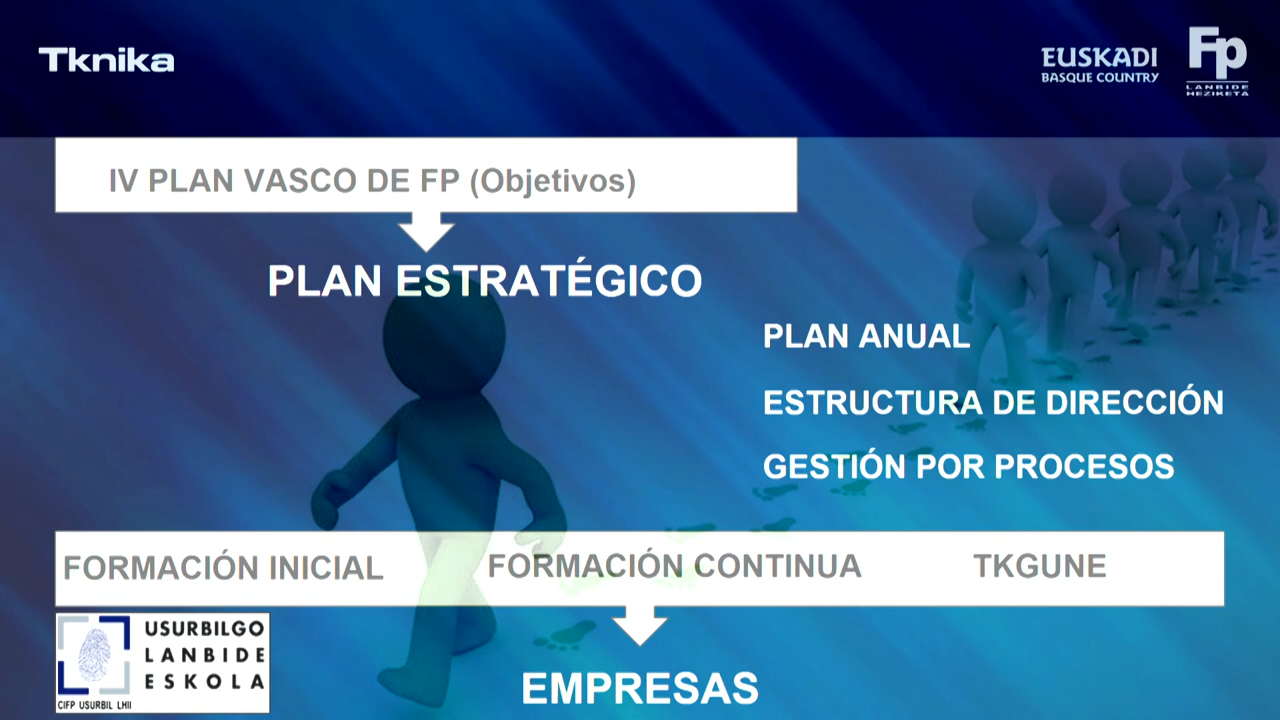 Tknika
EUSKADI
BASQUE COUNTRY
Fp
LANBIDE
HEZIKETA
IV PLAN VASCO DE FP (Objetivos)
PLAN ESTRATÉGICO
PLAN ANUAL
ESTRUCTURA DE DIRECCIÓN
GESTIÓN POR PROCESOS
FORMACIÓN INICIAL
FORMACIÓN CONTINUA
TKGUNE
USURBILGO
LANBIDE
ESKOLA
CIFP USURBIL LHII
EMPRESAS